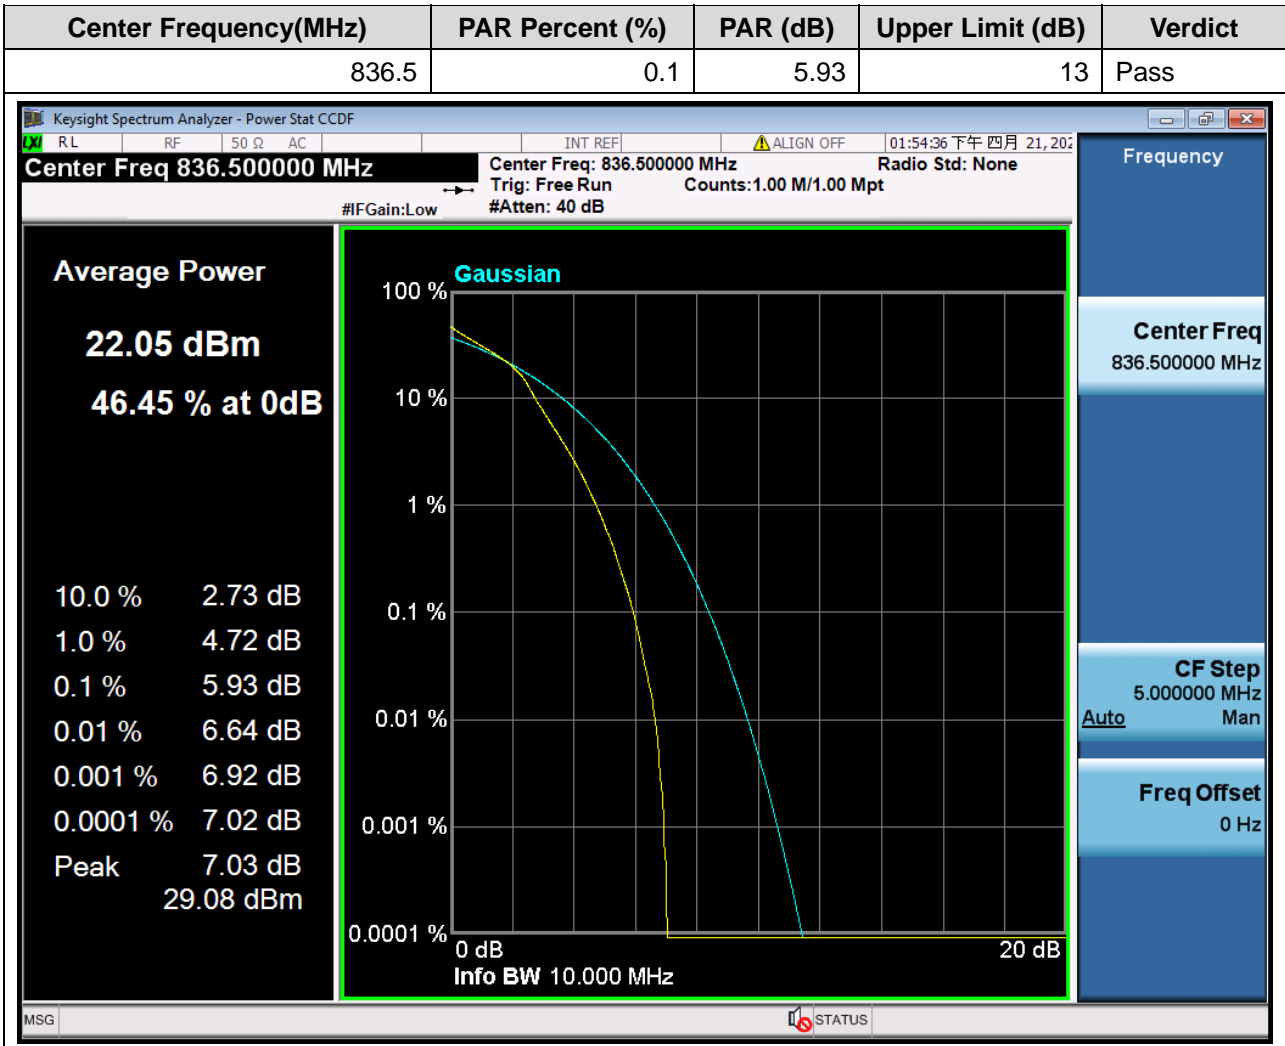 Center Frequency(MHz) PAR Percent (%) PAR (dB) Upper Limit (dB) Verdict
836.5 0.1 5.93 13 Pass
Keysight Spectrum Analyzer - Power Stat CCDF
LXI RL RF 50 Ω AC INT REF ALIGN OFF 01:54:36 下午 四月 21, 202
Center Freq 836.500000 MHz
Center Freq: 836.500000 MHz Radio Std: None
Trig: Free Run Counts:1.00 M/1.00 Mpt
#IFGain:Low #Atten: 40 dB
Frequency
Average Power
22.05 dBm
46.45 % at 0dB
10.0 % 2.73 dB
1.0 % 4.72 dB
0.1 % 5.93 dB
0.01 % 6.64 dB
0.001 % 6.92 dB
0.0001 % 7.02 dB
Peak 7.03 dB
29.08 dBm
Gaussian
100 %
10 %
1 %
0.1 %
0.01 %
0.001 %
0.0001 %
0 dB 20 dB
Info BW 10.000 MHz
Center Freq
836.500000 MHz
CF Step
5.000000 MHz
Auto Man
Freq Offset
0 Hz
MSG STATUS